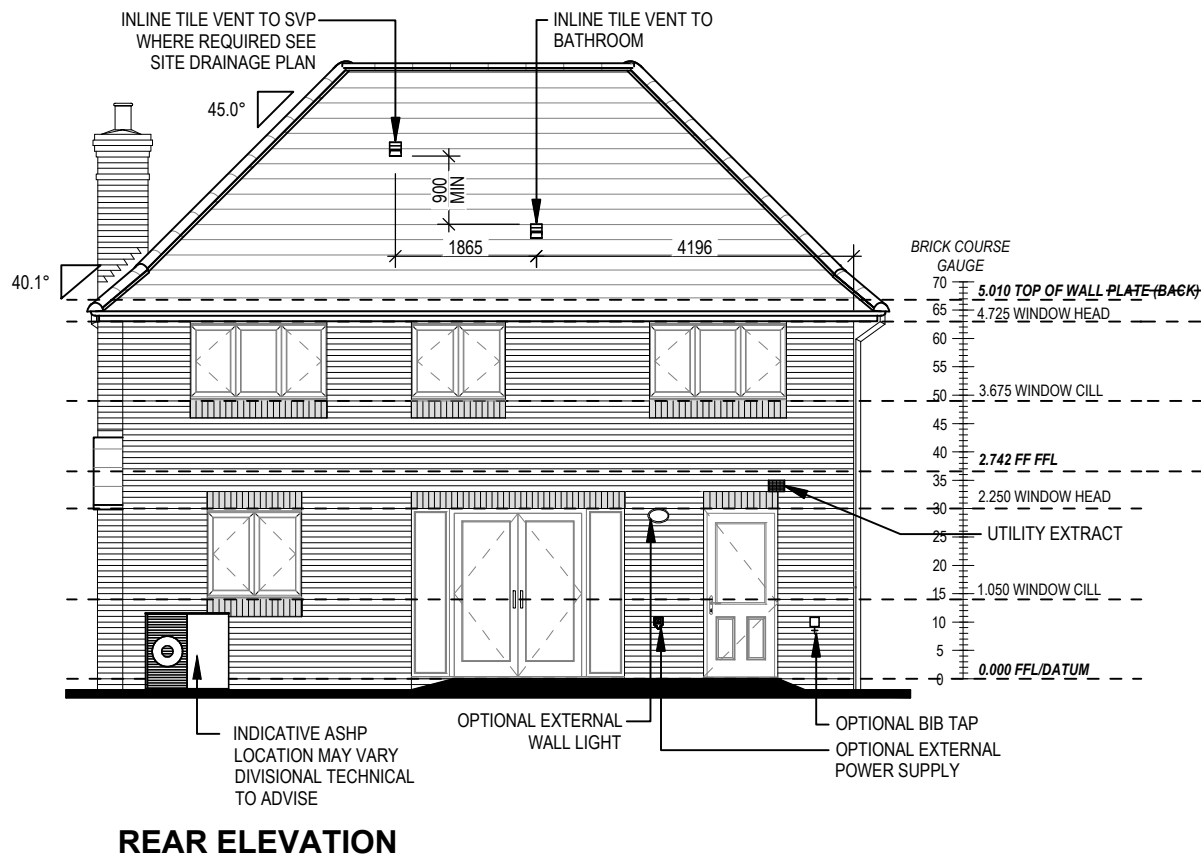 INLINE TILE VENT TO SVP
WHERE REQUIRED SEE
SITE DRAINAGE PLAN
INLINE TILE VENT TO
BATHROOM
45.0°
900
MIN
1865
4196
40.1°
BRICK COURSE
GAUGE
70
5.010 TOP OF WALL PLATE (BACK)
65
4.725 WINDOW HEAD
60
55
50
3.675 WINDOW CILL
45
40
2.742 FF FFL
35
2.250 WINDOW HEAD
30
UTILITY EXTRACT
25
20
1.050 WINDOW CILL
15
10
5
0.000 FFL/DATUM
0
OPTIONAL EXTERNAL
WALL LIGHT
OPTIONAL BIB TAP
OPTIONAL EXTERNAL
POWER SUPPLY
INDICATIVE ASHP
LOCATION MAY VARY
DIVISIONAL TECHNICAL
TO ADVISE
REAR ELEVATION